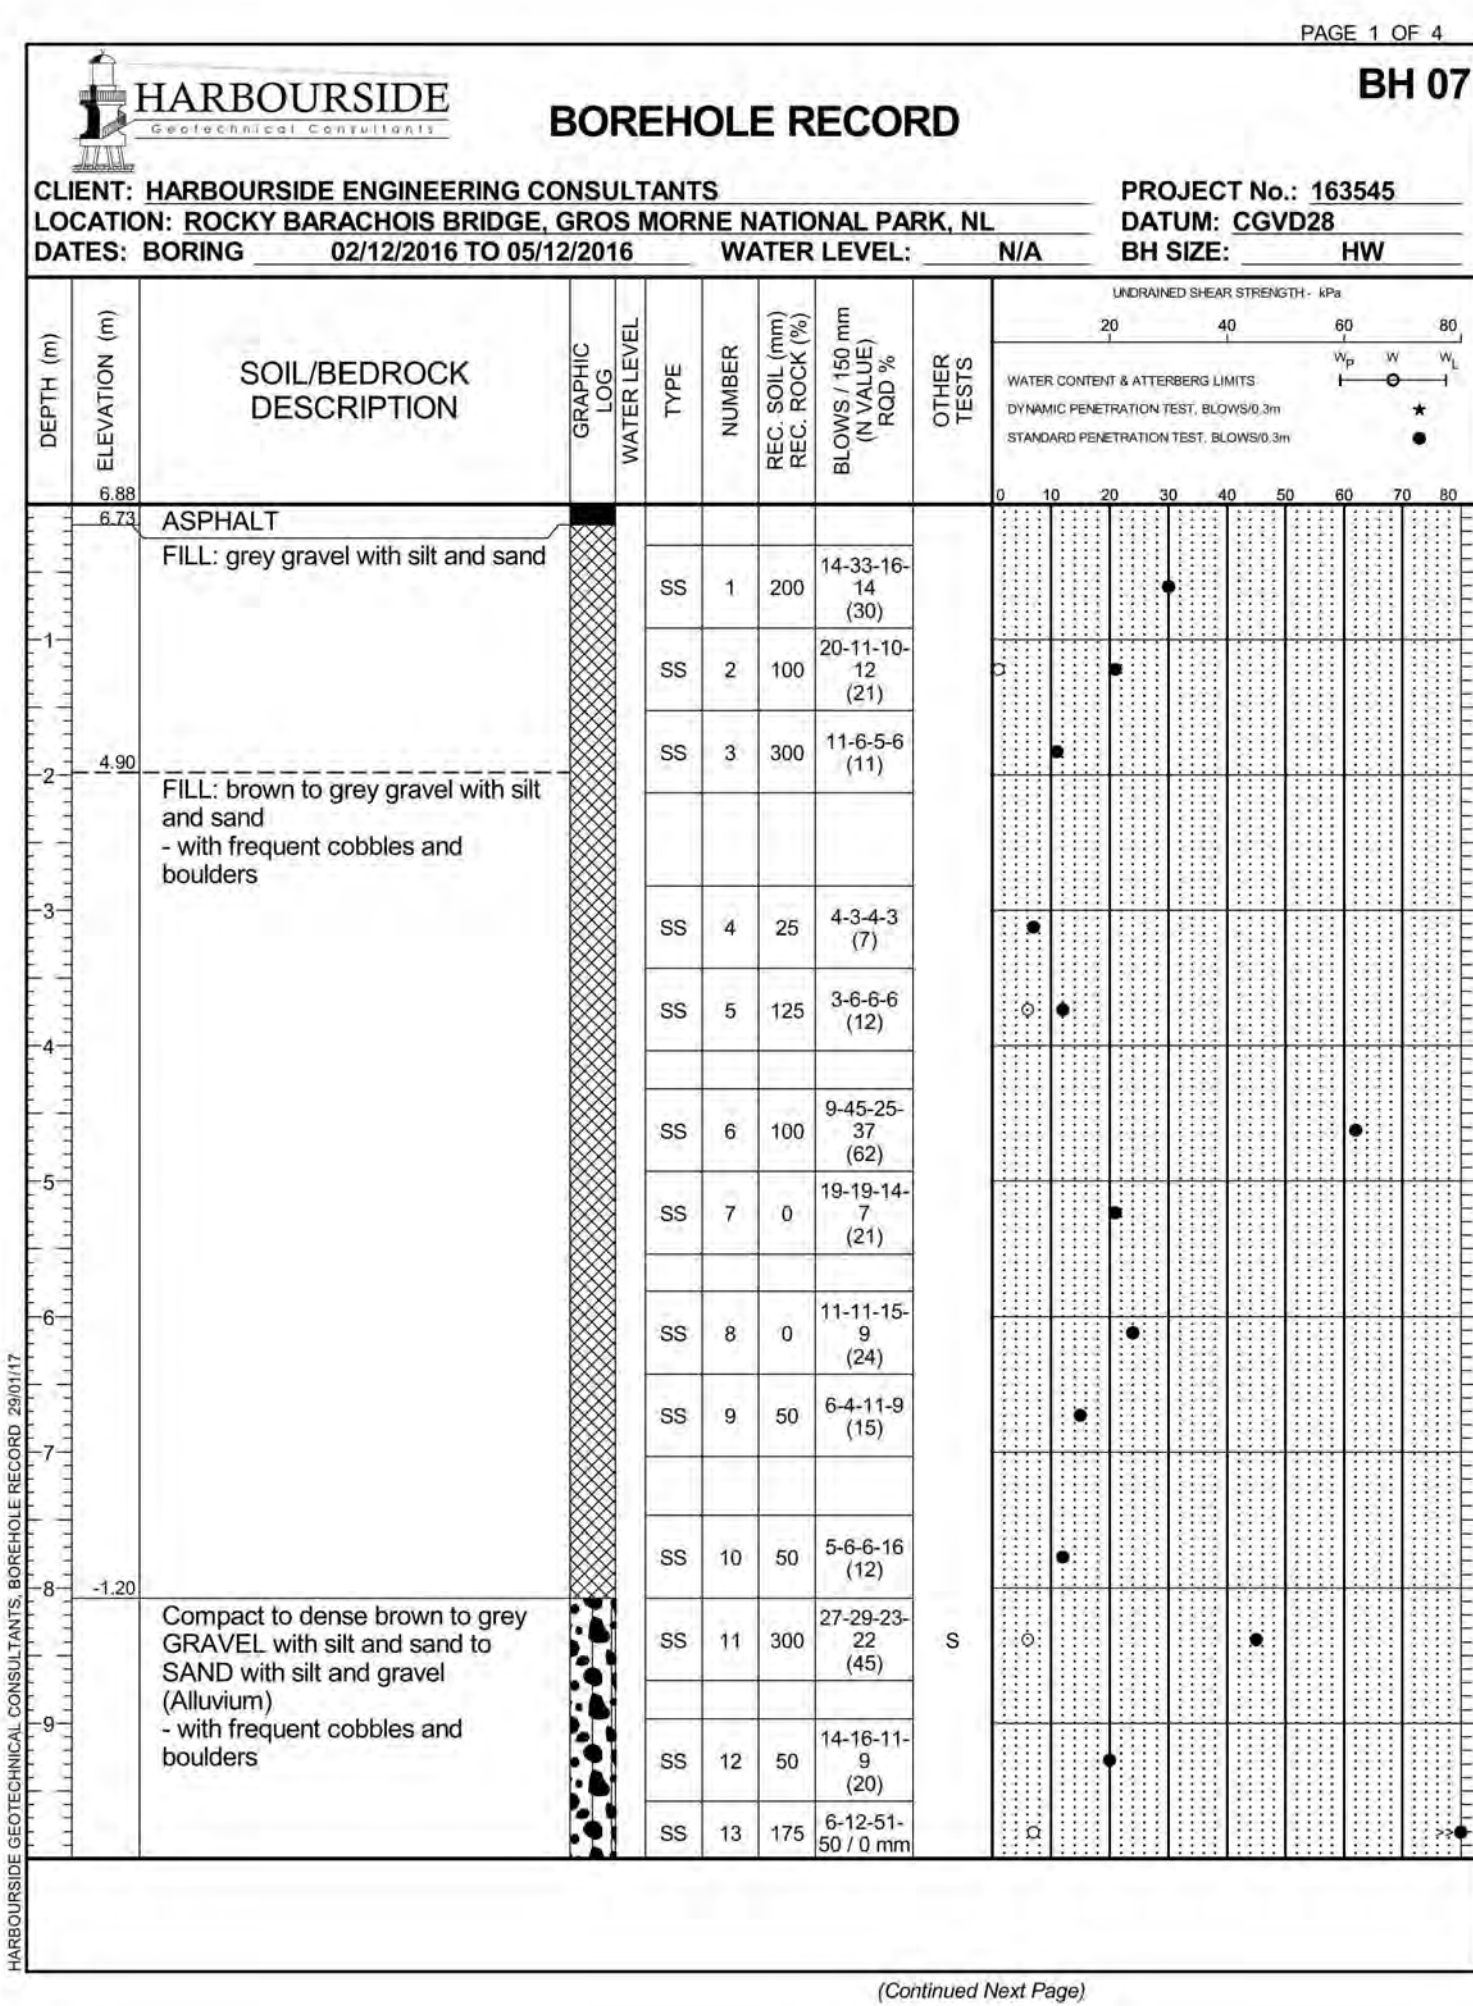 PAGE 1 OF 4
HARBOURSIDE
Geotechnical Consultants
BOREHOLE RECORD
BH 07
CLIENT: HARBOURSIDE ENGINEERING CONSULTANTS
PROJECT No.: 163545
LOCATION: ROCKY BARACHOIS BRIDGE, GROS MORNE NATIONAL PARK, NL
DATUM: CGVD28
DATES: BORING 02/12/2016 TO 05/12/2016 WATER LEVEL: N/A
BH SIZE: HW
DEPTH (m)
ELEVATION (m)
SOIL/BEDROCK
DESCRIPTION
GRAPHIC
LOG
WATER LEVEL
TYPE
NUMBER
REC. SOIL (mm)
REC. ROCK (%)
BLOWS / 150 mm
(N VALUE)
RQD %
OTHER
TESTS
UNDRAINED SHEAR STRENGTH - kPa
20 40 60 80
WP W WL
WATER CONTENT & ATTERBERG LIMITS
DYNAMIC PENETRATION TEST, BLOWS/0.3m ★
STANDARD PENETRATION TEST, BLOWS/0.3m ●
0 10 20 30 40 50 60 70 80
6.88
6.73
ASPHALT
FILL: grey gravel with silt and sand
SS 1 200
14-33-16-
14
(30)
1
SS 2 100
20-11-10-
12
(21)
SS 3 300
11-6-5-6
(11)
4.90
2
FILL: brown to grey gravel with silt
and sand
- with frequent cobbles and
boulders
3
SS 4 25
4-3-4-3
(7)
SS 5 125
3-6-6-6
(12)
4
SS 6 100
9-45-25-
37
(62)
5
SS 7 0
19-19-14-
7
(21)
6
SS 8 0
11-11-15-
9
(24)
SS 9 50
6-4-11-9
(15)
7
SS 10 50
5-6-6-16
(12)
8
-1.20
Compact to dense brown to grey
GRAVEL with silt and sand to
SAND with silt and gravel
(Alluvium)
- with frequent cobbles and
boulders
SS 11 300
27-29-23-
22
(45)
S
9
SS 12 50
14-16-11-
9
(20)
SS 13 175
6-12-51-
50 / 0 mm
>>
HARBOURSIDE GEOTECHNICAL CONSULTANTS, BOREHOLE RECORD 29/01/17
(Continued Next Page)